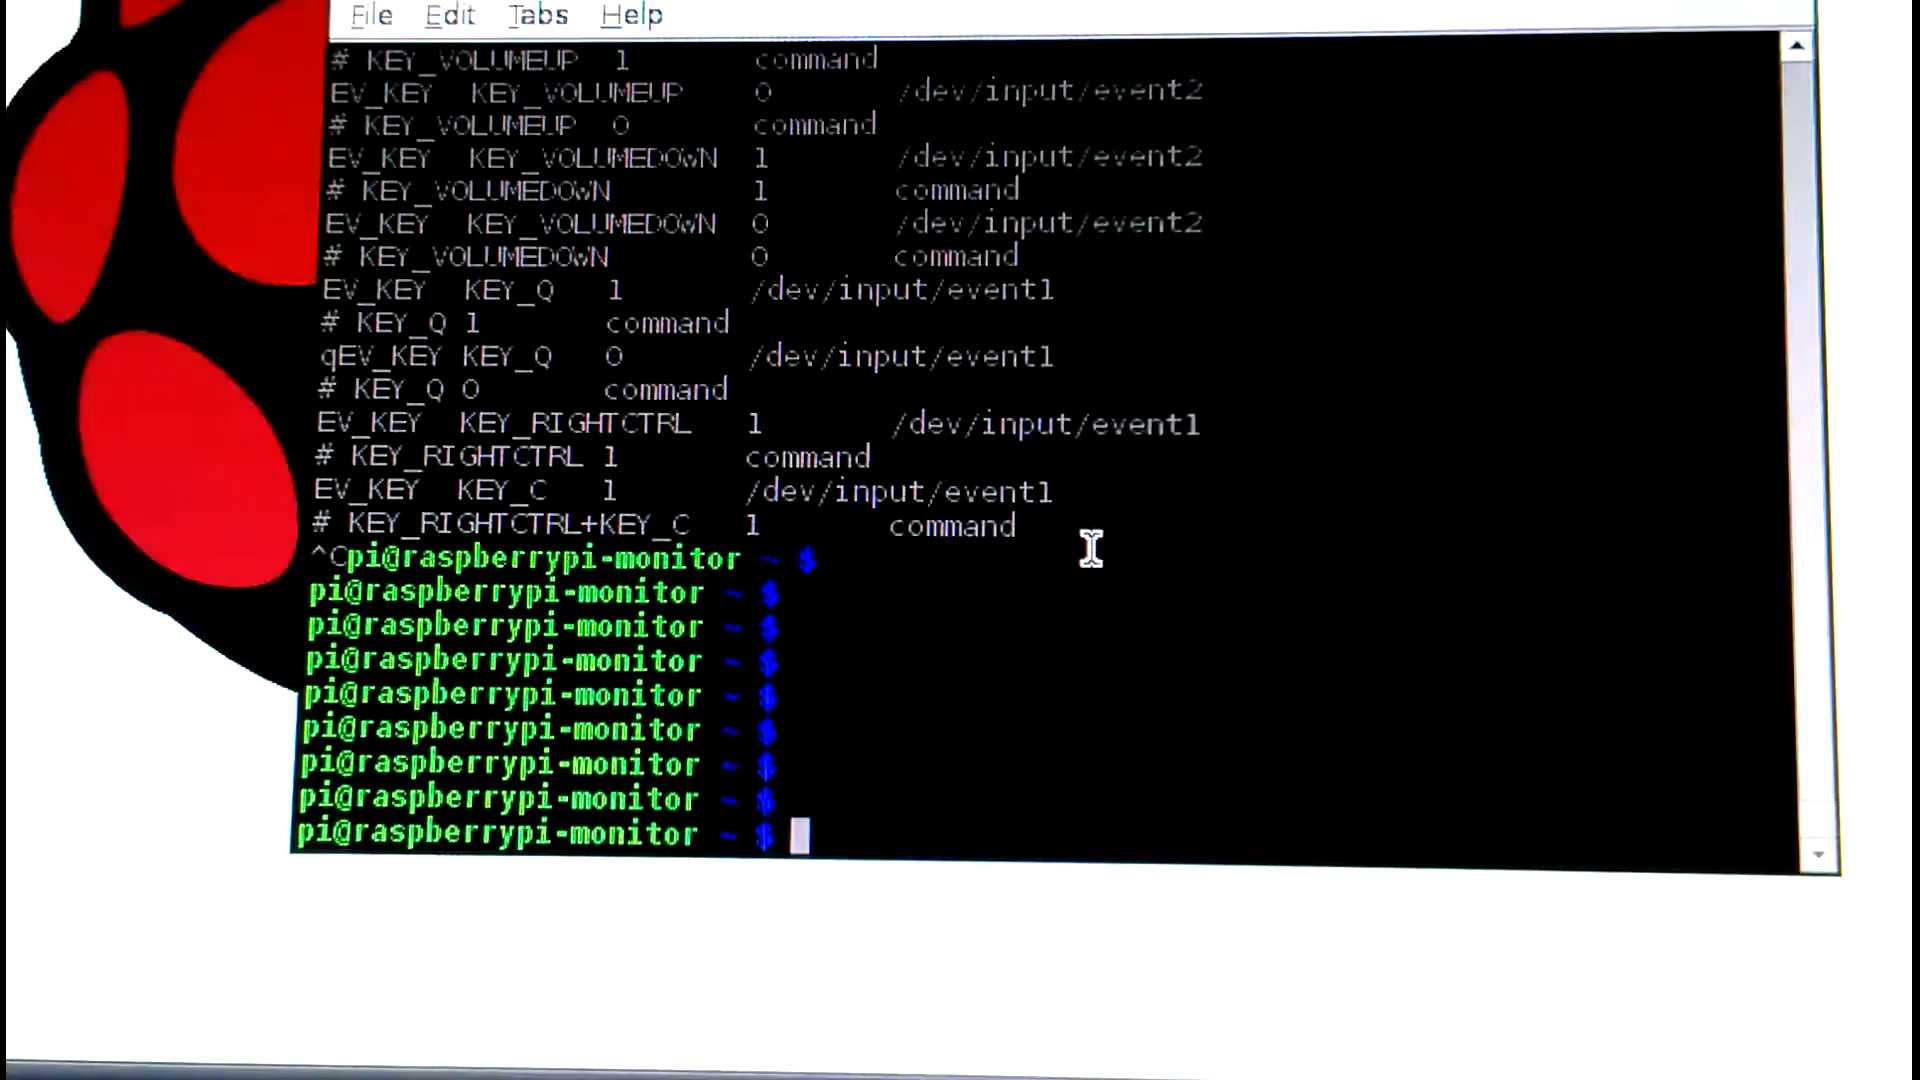 File Edit Tabs Help
# KEY_VOLUMEUP 1 command
EV_KEY KEY_VOLUMEUP 0 /dev/input/event2
# KEY_VOLUMEUP 0 command
EV_KEY KEY_VOLUMEDOWN 1 /dev/input/event2
# KEY_VOLUMEDOWN 1 command
EV_KEY KEY_VOLUMEDOWN 0 /dev/input/event2
# KEY_VOLUMEDOWN 0 command
EV_KEY KEY_Q 1 /dev/input/event1
# KEY_Q 1 command
qEV_KEY KEY_Q 0 /dev/input/event1
# KEY_Q 0 command
EV_KEY KEY_RIGHTCTRL 1 /dev/input/event1
# KEY_RIGHTCTRL 1 command
EV_KEY KEY_C 1 /dev/input/event1
# KEY_RIGHTCTRL+KEY_C 1 command
^Cpi@raspberrypi-monitor ~ $
pi@raspberrypi-monitor ~ $
pi@raspberrypi-monitor ~ $
pi@raspberrypi-monitor ~ $
pi@raspberrypi-monitor ~ $
pi@raspberrypi-monitor ~ $
pi@raspberrypi-monitor ~ $
pi@raspberrypi-monitor ~ $
pi@raspberrypi-monitor ~ $